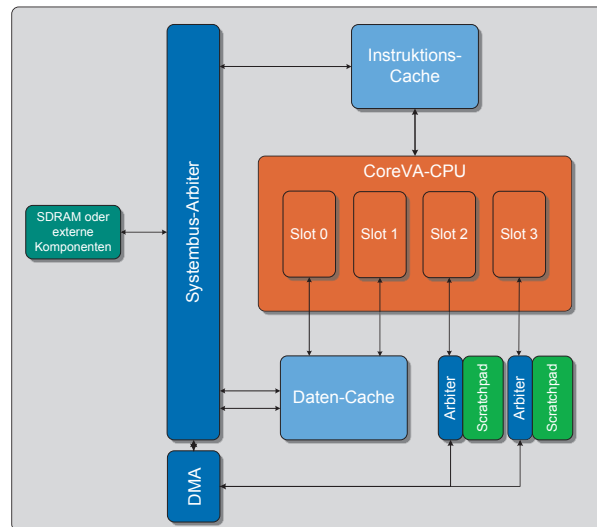 Instruktions-
Cache
CoreVA-CPU
Slot 0
Slot 1
Slot 2
Slot 3
Systembus-Arbiter
SDRAM oder
externe
Komponenten
Daten-Cache
Arbiter
Scratchpad
Arbiter
Scratchpad
DMA